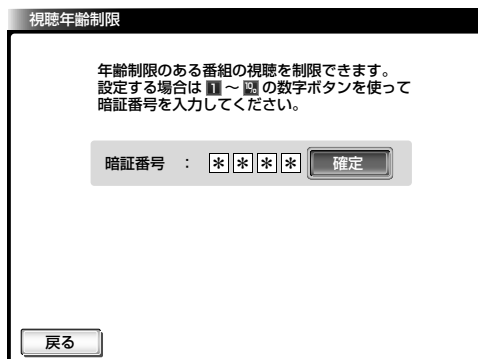 視聴年齢制限
年齢制限のある番組の視聴を制限できます。
設定する場合は 1 ～ 10/0 の数字ボタンを使って
暗証番号を入力してください。
暗証番号 ： ＊ ＊ ＊ ＊ 確定
戻る